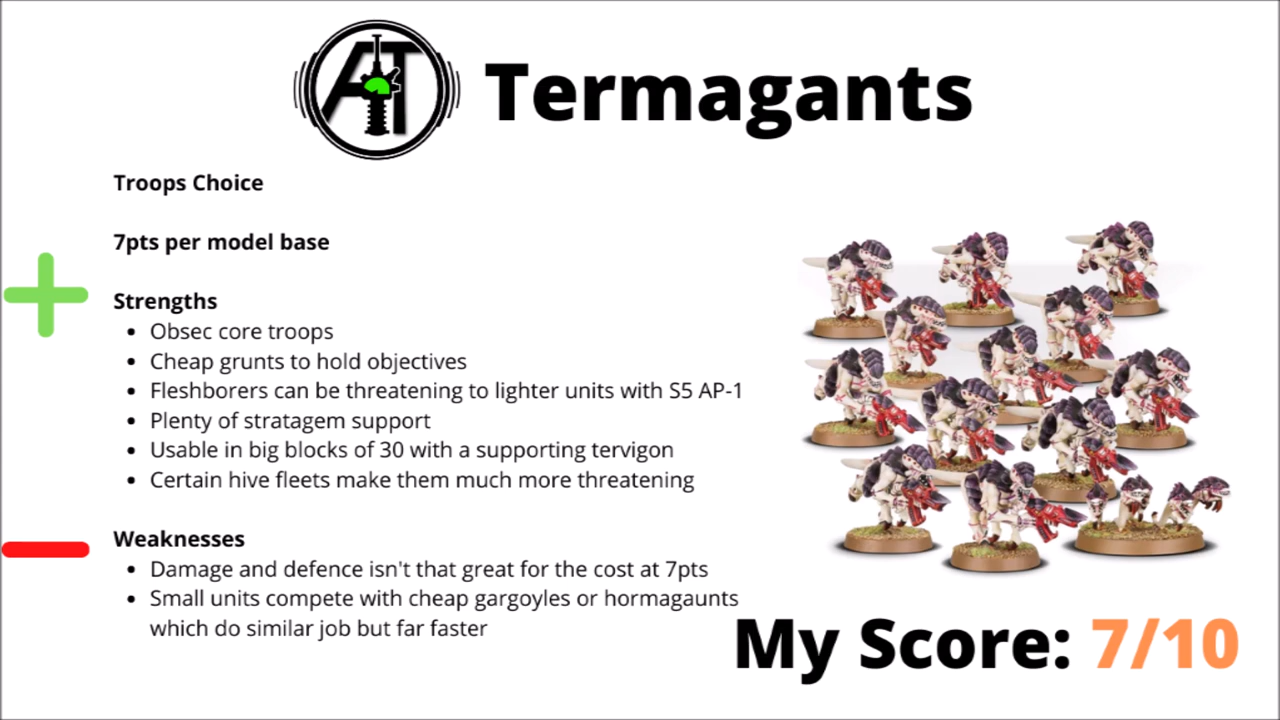 AT
Termagants
Troops Choice
7pts per model base
Strengths
• Obsec core troops
• Cheap grunts to hold objectives
• Fleshborers can be threatening to lighter units with S5 AP-1
• Plenty of stratagem support
• Usable in big blocks of 30 with a supporting tervigon
• Certain hive fleets make them much more threatening
Weaknesses
• Damage and defence isn't that great for the cost at 7pts
• Small units compete with cheap gargoyles or hormagaunts
which do similar job but far faster
My Score: 7/10